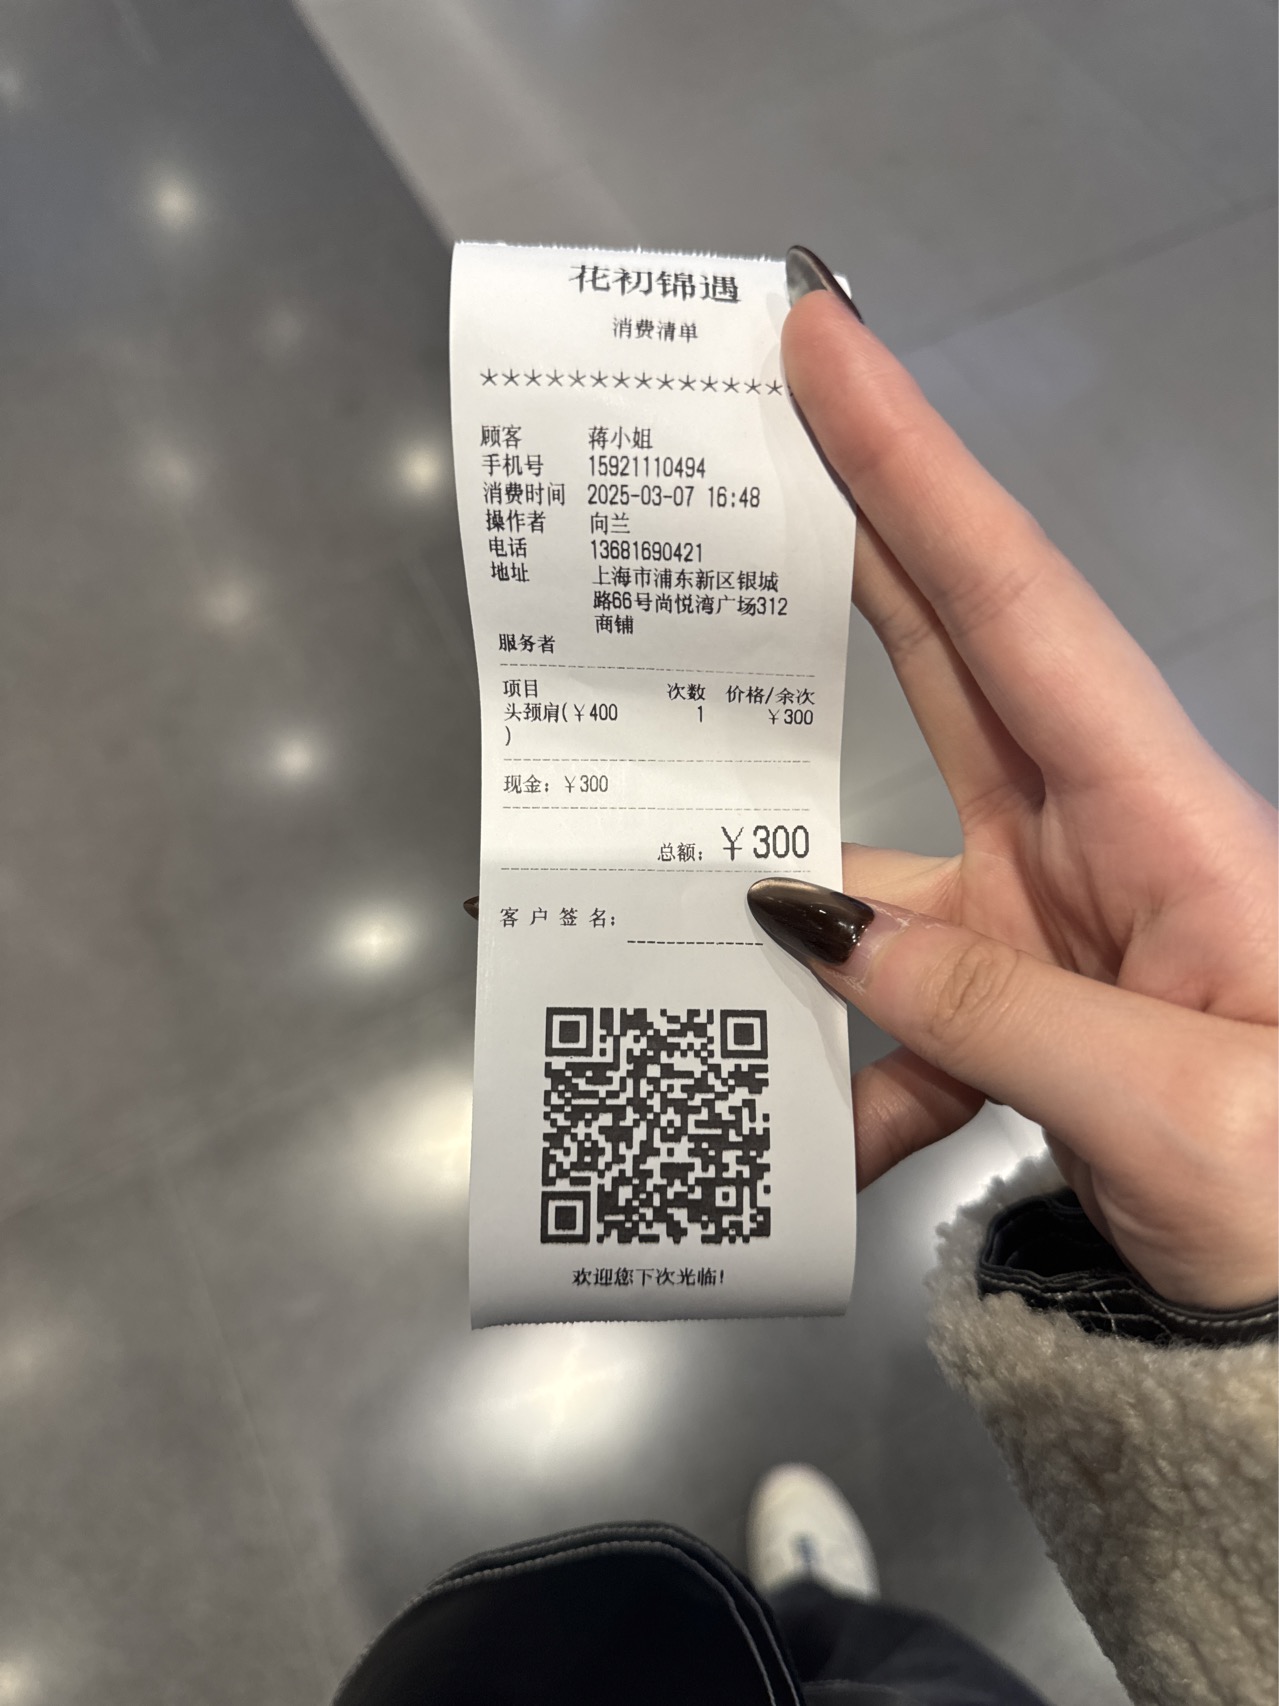 花初锦遇
消费清单
**************
顾客 蒋小姐
手机号 15921110494
消费时间 2025-03-07 16:48
操作者 向兰
电话 13681690421
地址 上海市浦东新区银城
路66号尚悦湾广场312
商铺
服务者
项目 次数 价格/余次
头颈肩(¥400 1 ¥300
)
现金：¥300
总额：¥300
客户签名：
欢迎您下次光临!